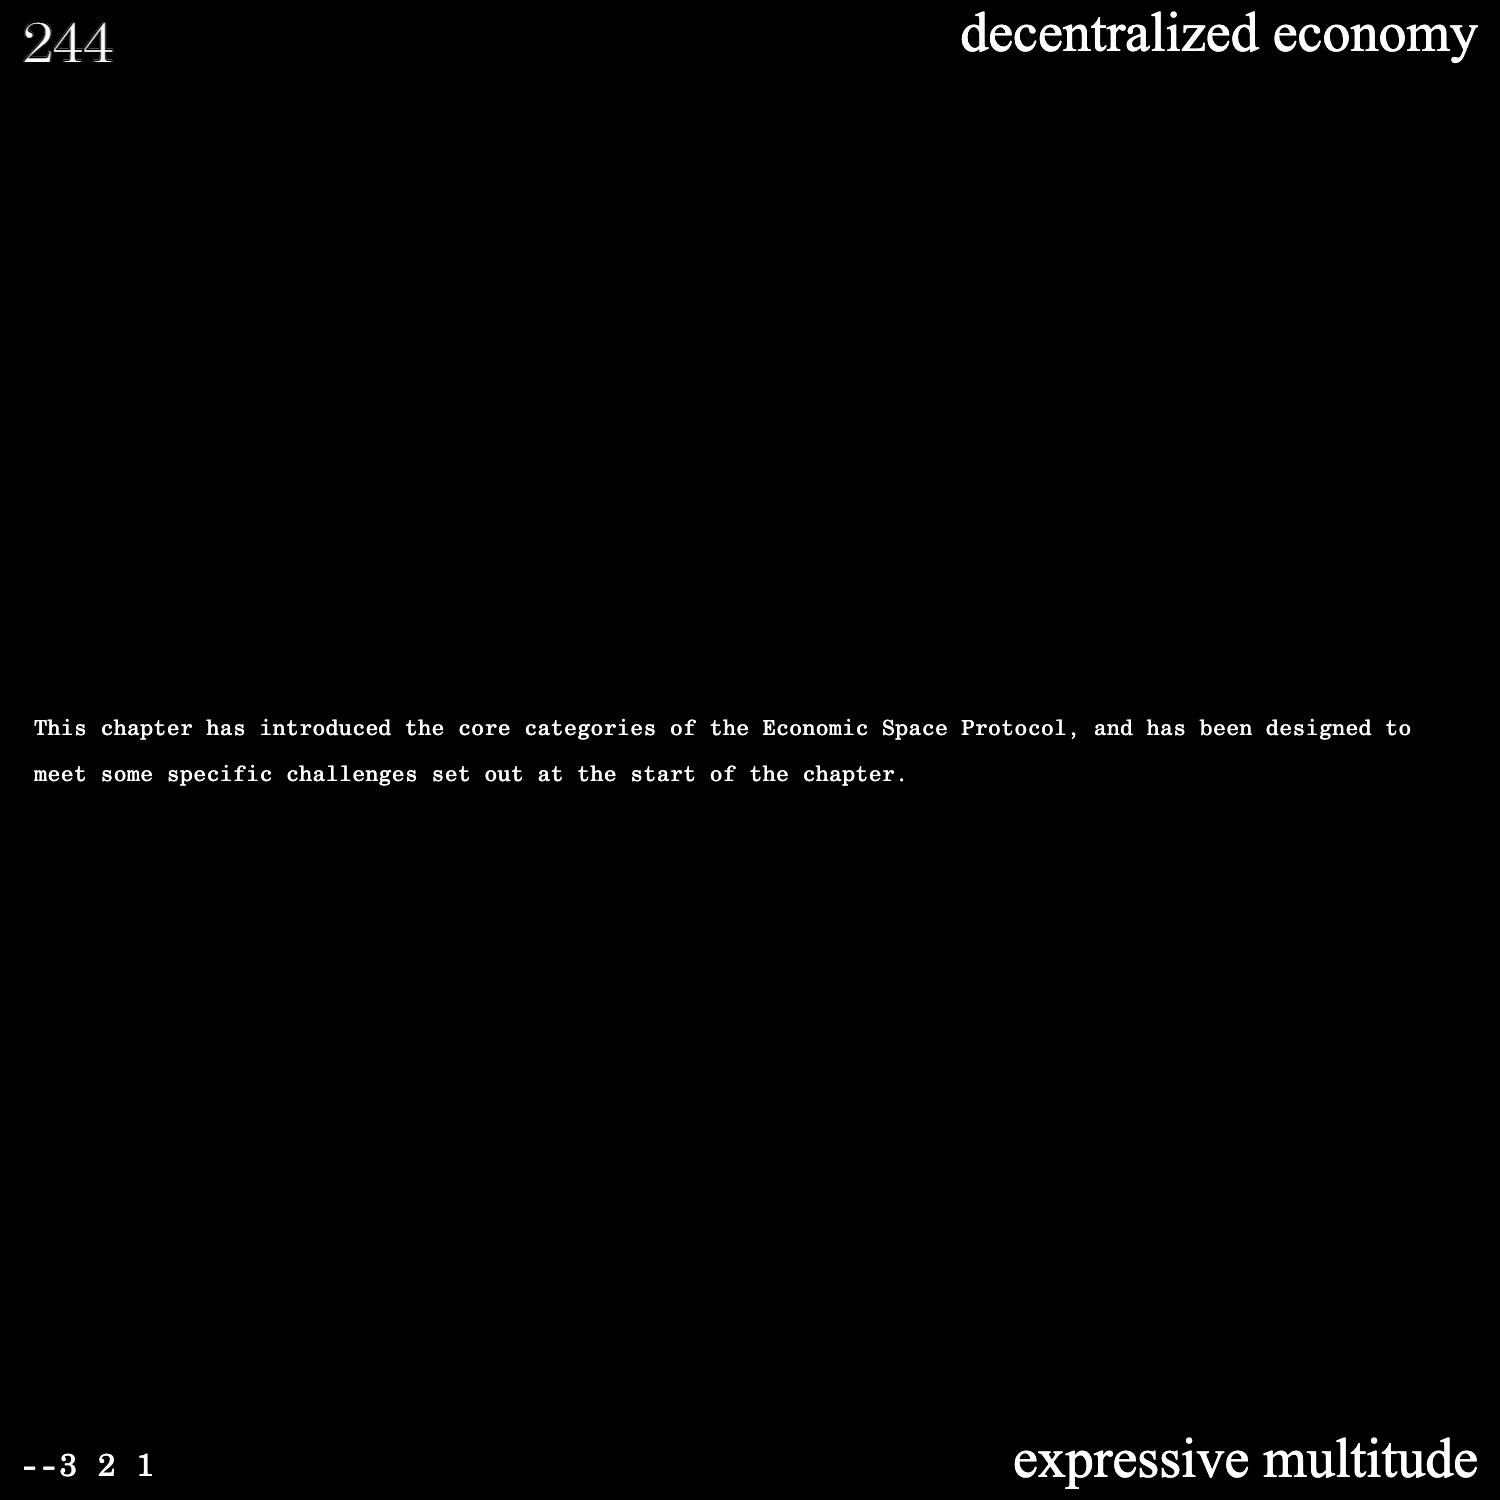 244
decentralized economy
This chapter has introduced the core categories of the Economic Space Protocol, and has been designed to
meet some specific challenges set out at the start of the chapter.
--3 2 1
expressive multitude